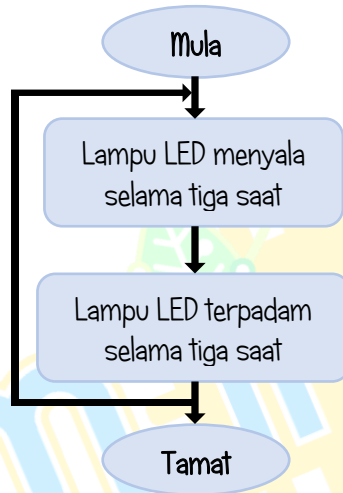 Mula
Lampu LED menyala
selama tiga saat
Lampu LED terpadam
selama tiga saat
Tamat